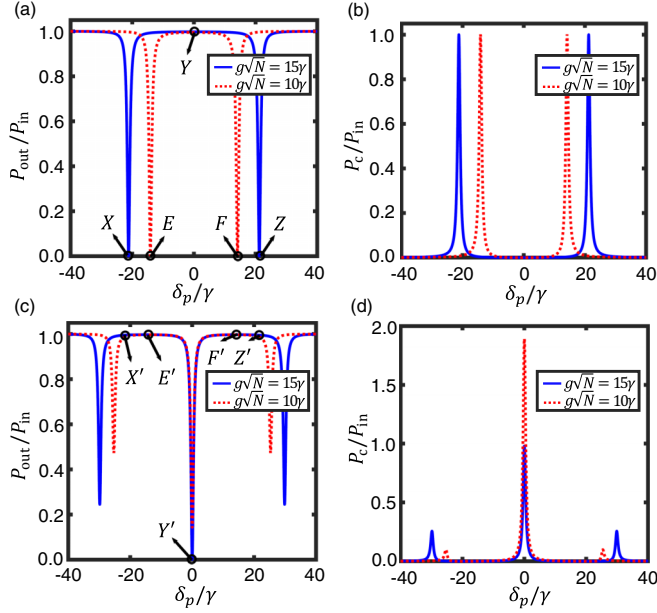 (a)
1.0
0.8
0.6
0.4
0.2
0.0
P_out/P_in
Y
g√N = 15γ
g√N = 10γ
X
E
F
Z
-40
-20
0
20
40
δ_p/γ
(b)
1.0
0.8
0.6
0.4
0.2
0.0
P_c/P_in
g√N = 15γ
g√N = 10γ
-40
-20
0
20
40
δ_p/γ
(c)
1.0
0.8
0.6
0.4
0.2
0.0
P_out/P_in
X′
E′
F′
Z′
g√N = 15γ
g√N = 10γ
Y′
-40
-20
0
20
40
δ_p/γ
(d)
2.0
1.5
1.0
0.5
0.0
P_c/P_in
g√N = 15γ
g√N = 10γ
-40
-20
0
20
40
δ_p/γ